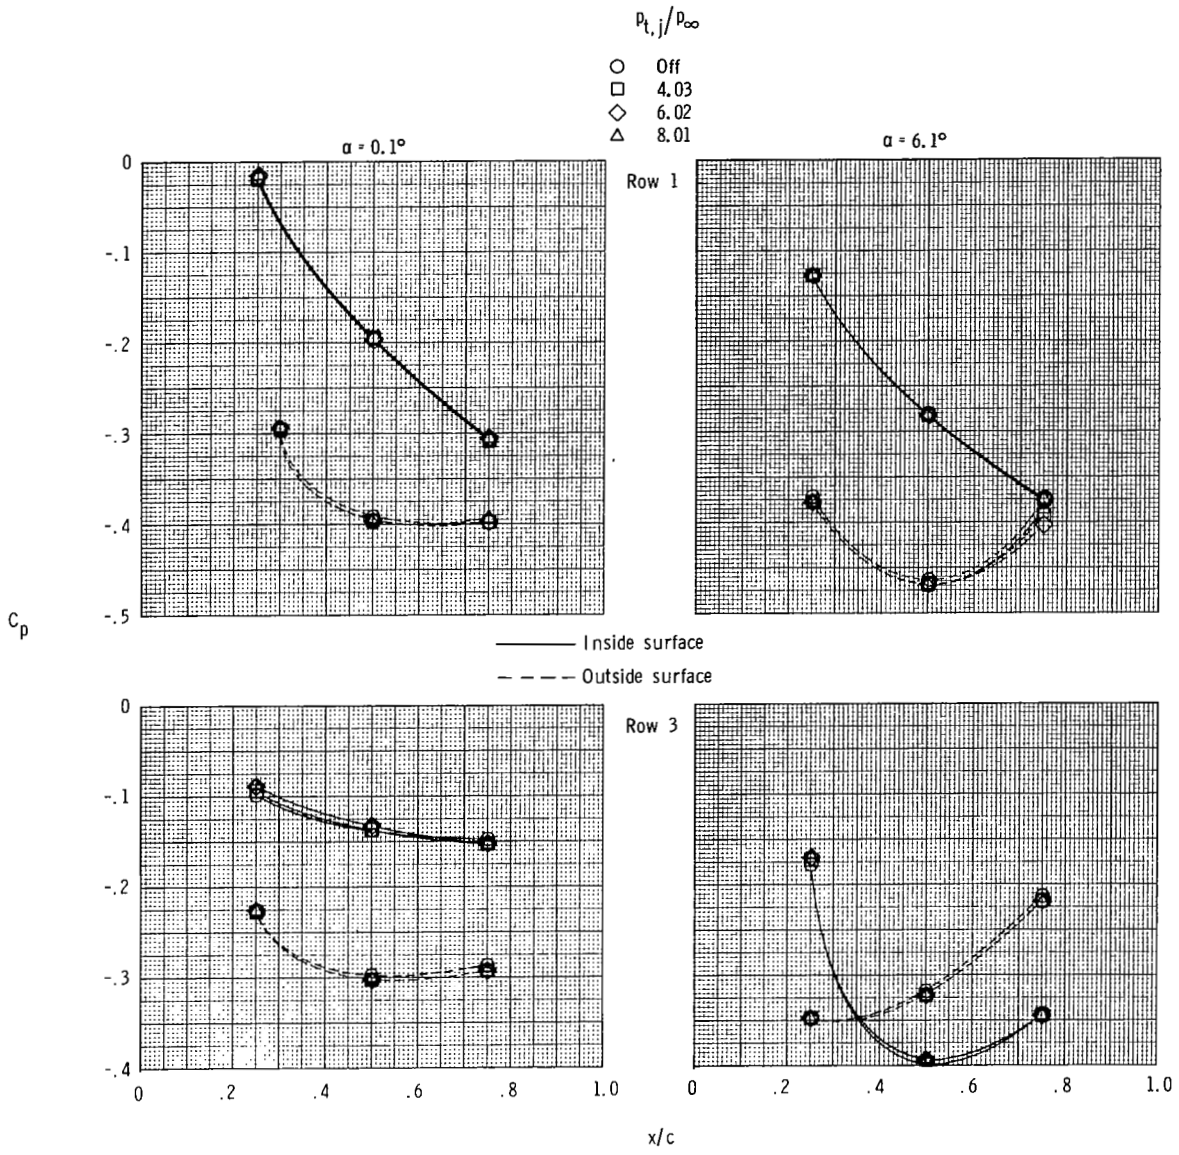 p_t,j/p_∞
○ Off
□ 4.03
◇ 6.02
△ 8.01
α = 0.1°
α = 6.1°
Row 1
0
-.1
-.2
-.3
-.4
-.5
C_p
Inside surface
Outside surface
Row 3
0
-.1
-.2
-.3
-.4
0 .2 .4 .6 .8 1.0
0 .2 .4 .6 .8 1.0
x/c